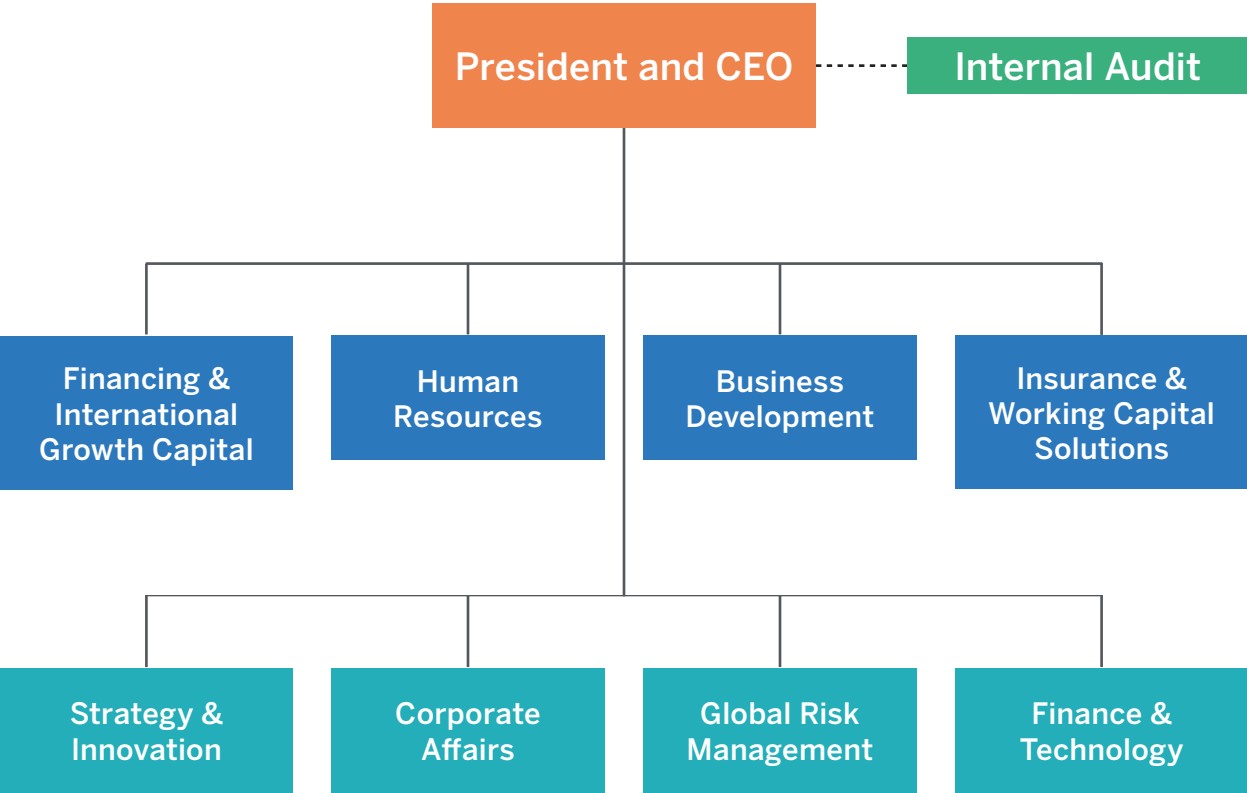 President and CEO
Internal Audit
Financing &
International
Growth Capital
Human
Resources
Business
Development
Insurance &
Working Capital
Solutions
Strategy &
Innovation
Corporate
Affairs
Global Risk
Management
Finance &
Technology